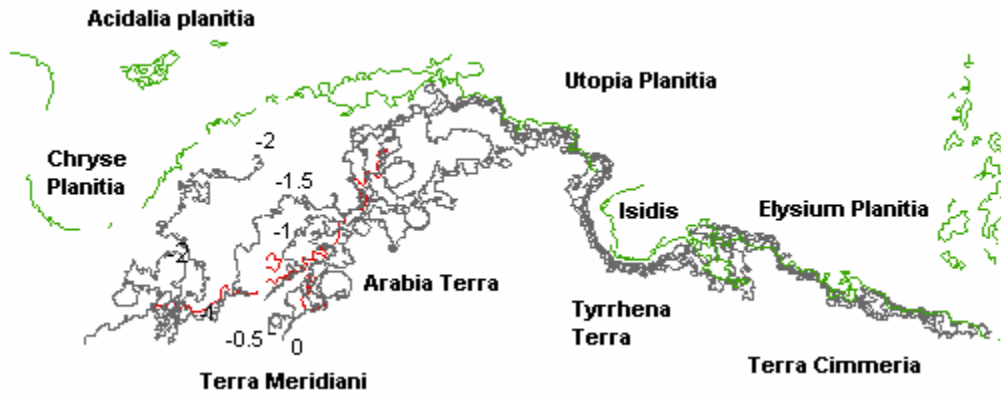 Acidalia planitia
Utopia Planitia
-2
Chryse
Planitia
-1.5
Isidis
Elysium Planitia
-1
-2
Arabia Terra
-1
Tyrrhena
Terra
-0.5
0
Terra Meridiani
Terra Cimmeria